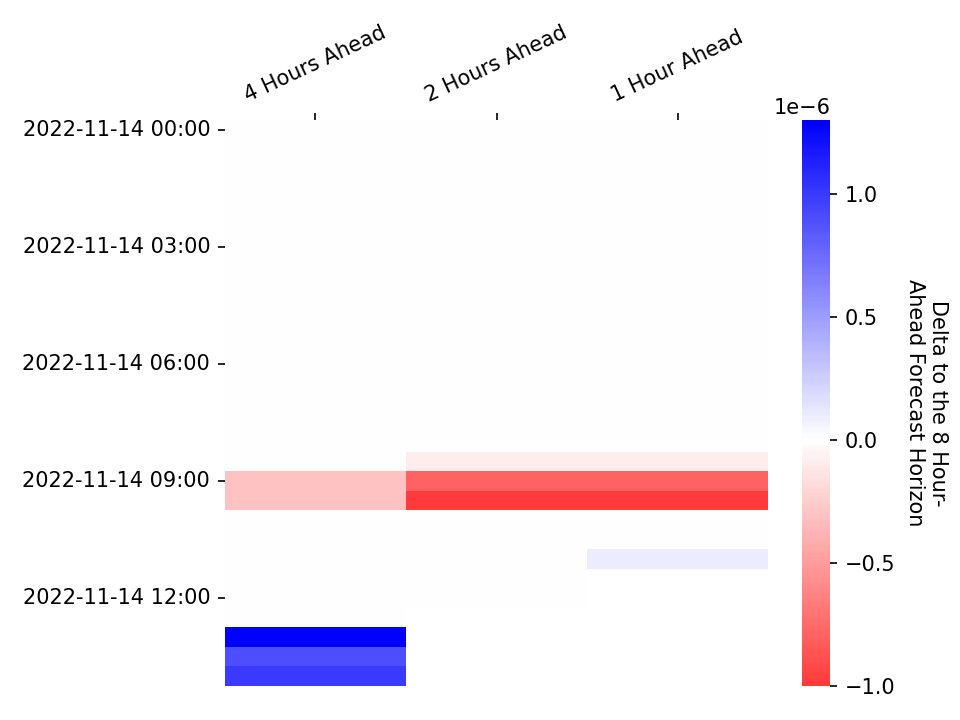 4 Hours Ahead
2 Hours Ahead
1 Hour Ahead
1e−6
2022-11-14 00:00
2022-11-14 03:00
2022-11-14 06:00
2022-11-14 09:00
2022-11-14 12:00
1.0
0.5
0.0
−0.5
−1.0
Delta to the 8 Hour-
Ahead Forecast Horizon